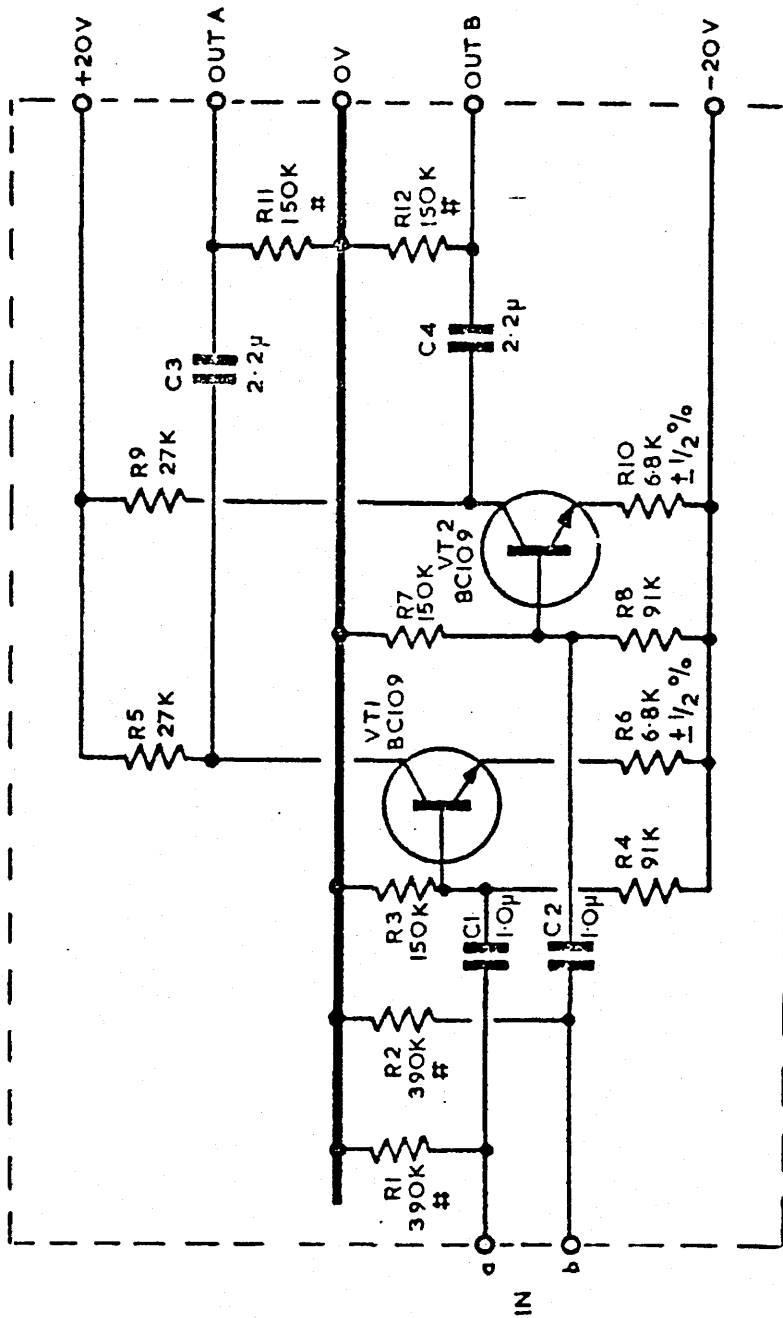 +20V
OUT A
0V
OUT B
-20V
R9
27K
C3
2·2µ
R11
150K
#
R12
150K
#
C4
2·2µ
R5
27K
VT1
BC109
R7
150K
VT2
BC109
R10
6·8K
±1/2%
R8
91K
R6
6·8K
±1/2%
R4
91K
R3
150K
C1
1·0µ
C2
1·0µ
R2
390K
#
R1
390K
#
IN
a
b